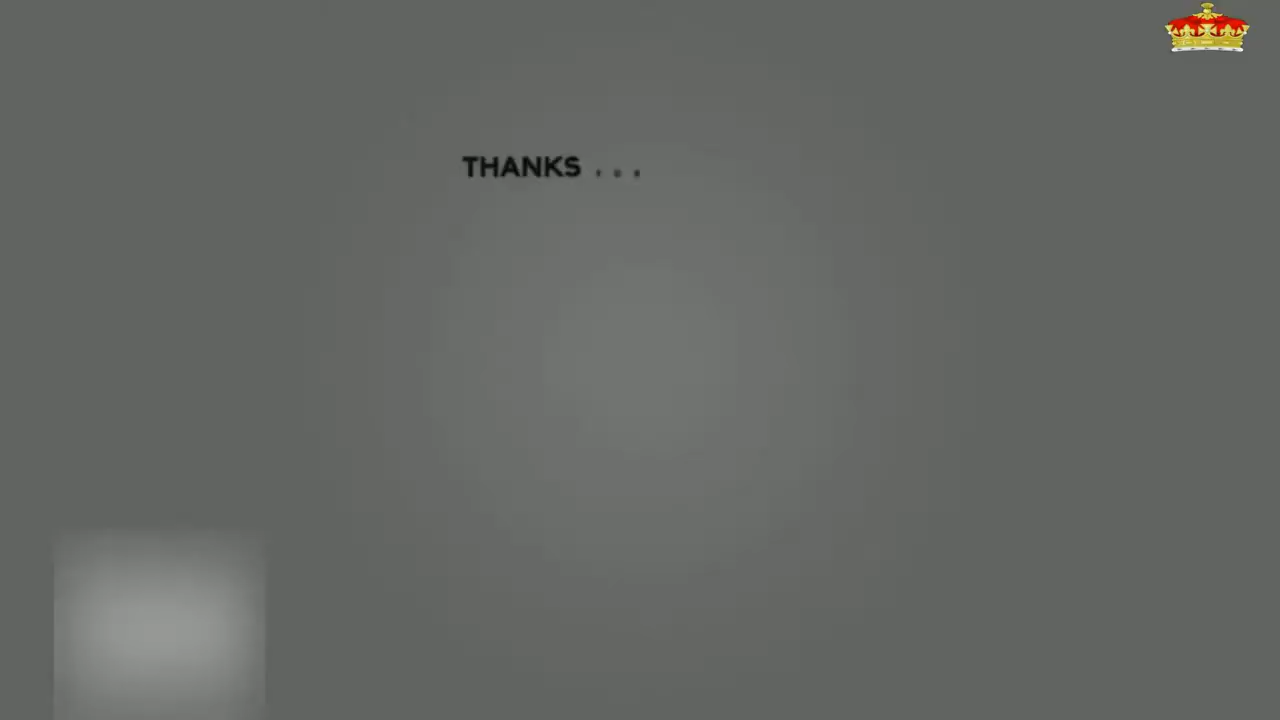 THANKS . . .